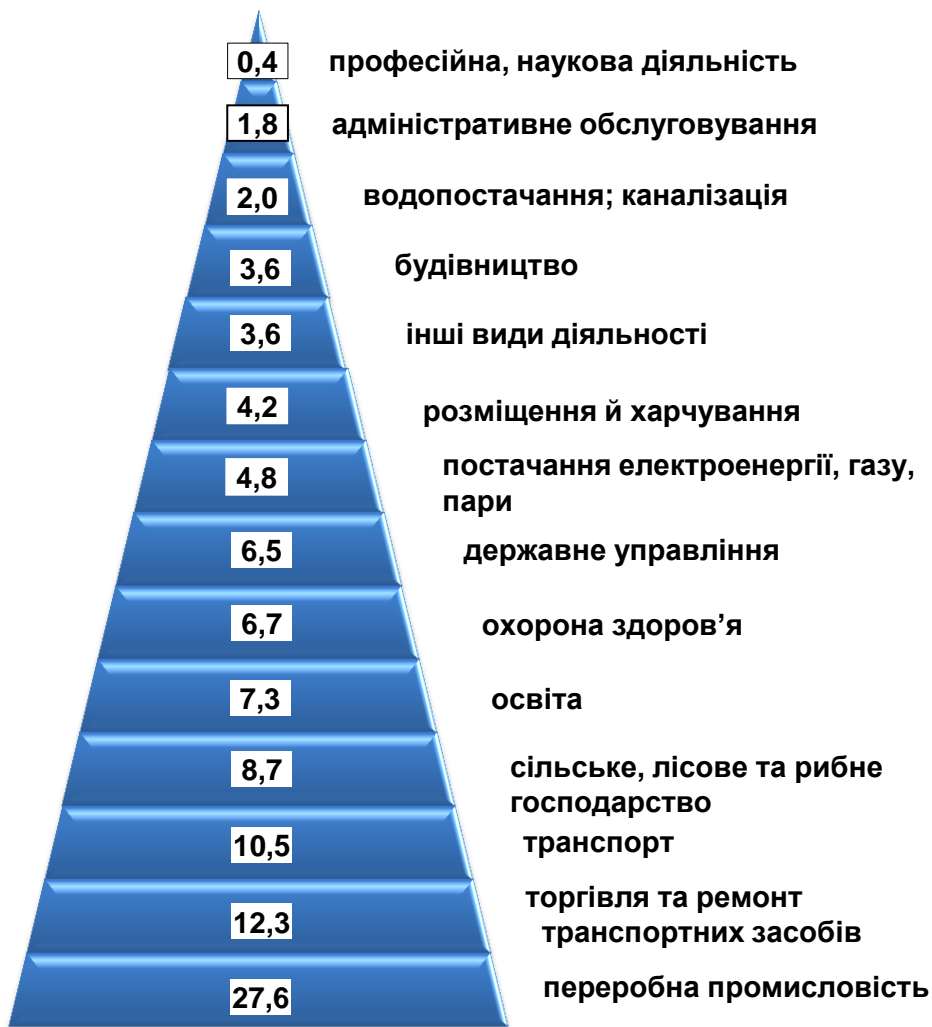 0,4 професійна, наукова діяльність
1,8 адміністративне обслуговування
2,0 водопостачання; каналізація
3,6 будівництво
3,6 інші види діяльності
4,2 розміщення й харчування
4,8 постачання електроенергії, газу,
пари
6,5 державне управління
6,7 охорона здоров’я
7,3 освіта
8,7 сільське, лісове та рибне
господарство
10,5 транспорт
12,3 торгівля та ремонт
транспортних засобів
27,6 переробна промисловість